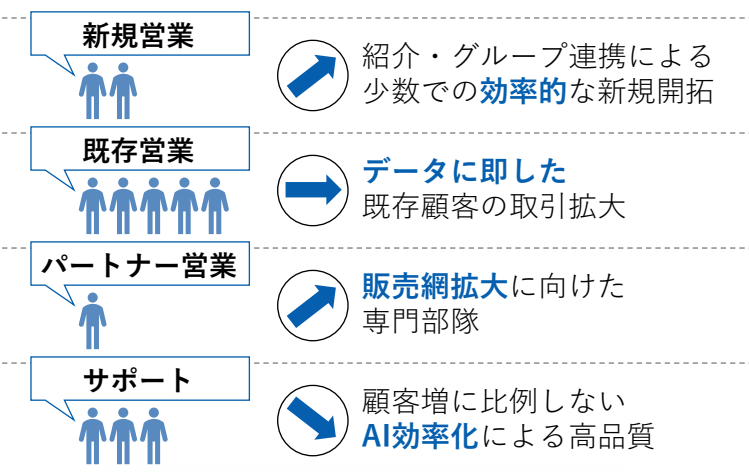 新規営業
紹介・グループ連携による
少数での効率的な新規開拓
既存営業
データに即した
既存顧客の取引拡大
パートナー営業
販売網拡大に向けた
専門部隊
サポート
顧客増に比例しない
AI効率化による高品質